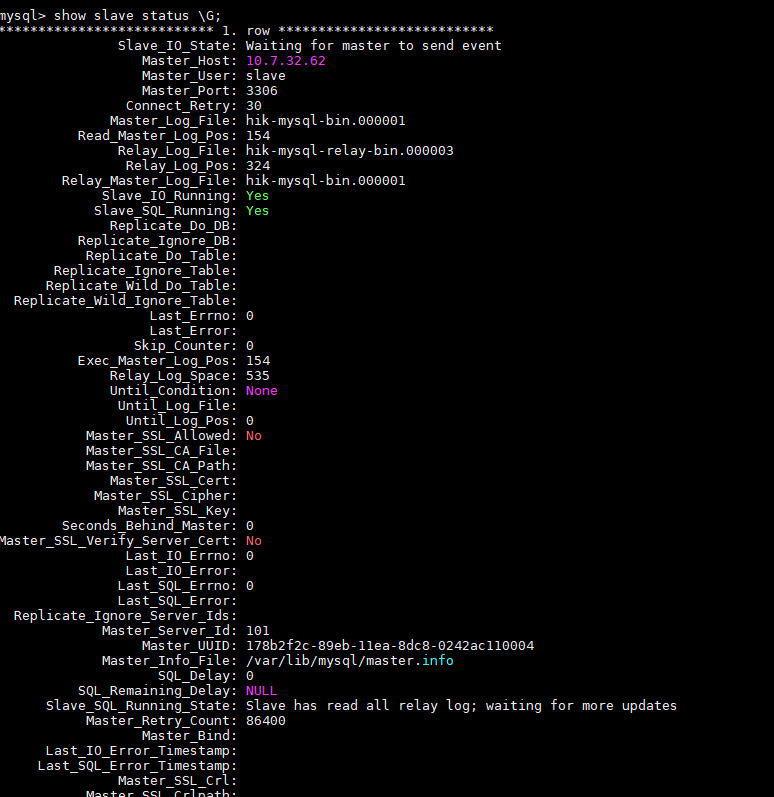 mysql> show slave status \G;
*************************** 1. row ***************************
Slave_IO_State: Waiting for master to send event
Master_Host: 10.7.32.62
Master_User: slave
Master_Port: 3306
Connect_Retry: 30
Master_Log_File: hik-mysql-bin.000001
Read_Master_Log_Pos: 154
Relay_Log_File: hik-mysql-relay-bin.000003
Relay_Log_Pos: 324
Relay_Master_Log_File: hik-mysql-bin.000001
Slave_IO_Running: Yes
Slave_SQL_Running: Yes
Replicate_Do_DB:
Replicate_Ignore_DB:
Replicate_Do_Table:
Replicate_Ignore_Table:
Replicate_Wild_Do_Table:
Replicate_Wild_Ignore_Table:
Last_Errno: 0
Last_Error:
Skip_Counter: 0
Exec_Master_Log_Pos: 154
Relay_Log_Space: 535
Until_Condition: None
Until_Log_File:
Until_Log_Pos: 0
Master_SSL_Allowed: No
Master_SSL_CA_File:
Master_SSL_CA_Path:
Master_SSL_Cert:
Master_SSL_Cipher:
Master_SSL_Key:
Seconds_Behind_Master: 0
Master_SSL_Verify_Server_Cert: No
Last_IO_Errno: 0
Last_IO_Error:
Last_SQL_Errno: 0
Last_SQL_Error:
Replicate_Ignore_Server_Ids:
Master_Server_Id: 101
Master_UUID: 178b2f2c-89eb-11ea-8dc8-0242ac110004
Master_Info_File: /var/lib/mysql/master.info
SQL_Delay: 0
SQL_Remaining_Delay: NULL
Slave_SQL_Running_State: Slave has read all relay log; waiting for more updates
Master_Retry_Count: 86400
Master_Bind:
Last_IO_Error_Timestamp:
Last_SQL_Error_Timestamp:
Master_SSL_Crl:
Master_SSL_Crlpath: